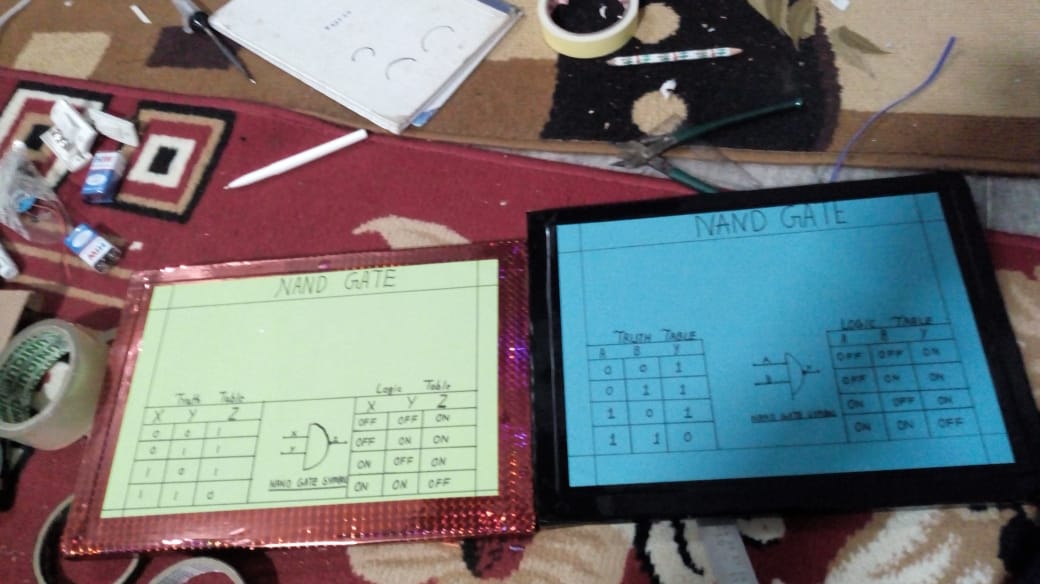 NAND GATE
Truth Table
X Y Z
0 0 1
0 1 1
1 0 1
1 1 0
X
Y
NAND GATE SYMBOL
Logic Table
X Y Z
OFF OFF ON
OFF ON ON
ON OFF ON
ON ON OFF
NAND GATE
TRUTH TABLE
A B Y
0 0 1
0 1 1
1 0 1
1 1 0
A
B
Y
NAND GATE SYMBOL
LOGIC TABLE
A B Y
OFF OFF ON
OFF ON ON
ON OFF ON
ON ON OFF
HW